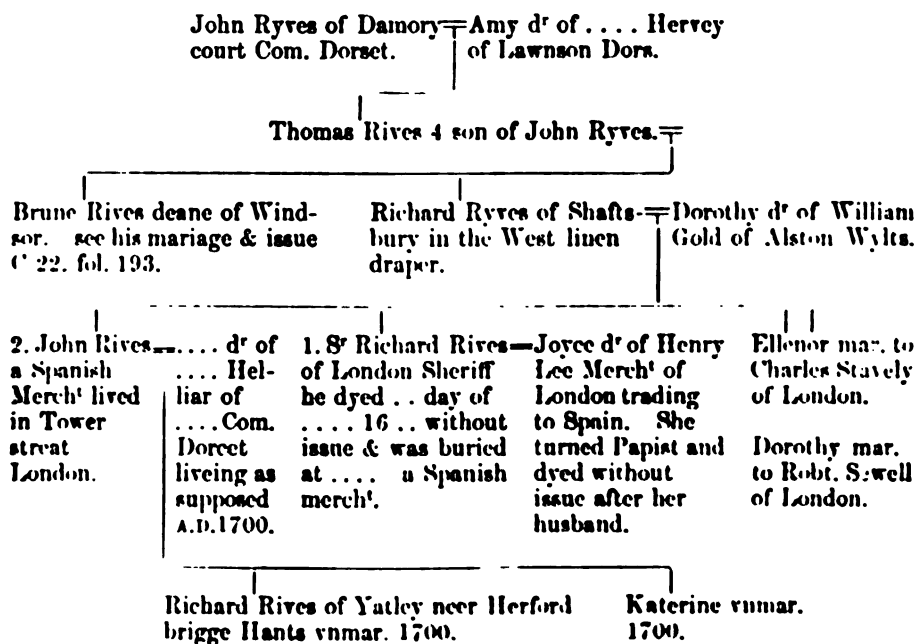 John Ryves of Damory
court Com. Dorset.
Amy dʳ of .... Hervey
of Lawnson Dors.
Thomas Rives 4 son of John Ryves.
Brune Rives deane of Wind-
sor. see his mariage & issue
C 22. fol. 193.
Richard Ryves of Shafts-
bury in the West linen
draper.
Dorothy dʳ of William
Gold of Alston Wylts.
2. John Rives
a Spanish
Merchᵗ lived
in Tower
streat
London.
.... dʳ of
.... Hel-
liar of
.... Com.
Dorcet
liveing as
supposed
A.D. 1700.
1. Sʳ Richard Rives
of London Sheriff
he dyed .. day of
.... 16 .. without
issue & was buried
at .... a Spanish
merchᵗ.
Joyce dʳ of Henry
Lee Merchᵗ of
London trading
to Spain. She
turned Papist and
dyed without
issue after her
husband.
Ellenor mar. to
Charles Stavely
of London.
Dorothy mar.
to Robt. Sewell
of London.
Richard Rives of Yatley neer Herford
brigge Hants vnmar. 1700.
Katerine vnmar.
1700.